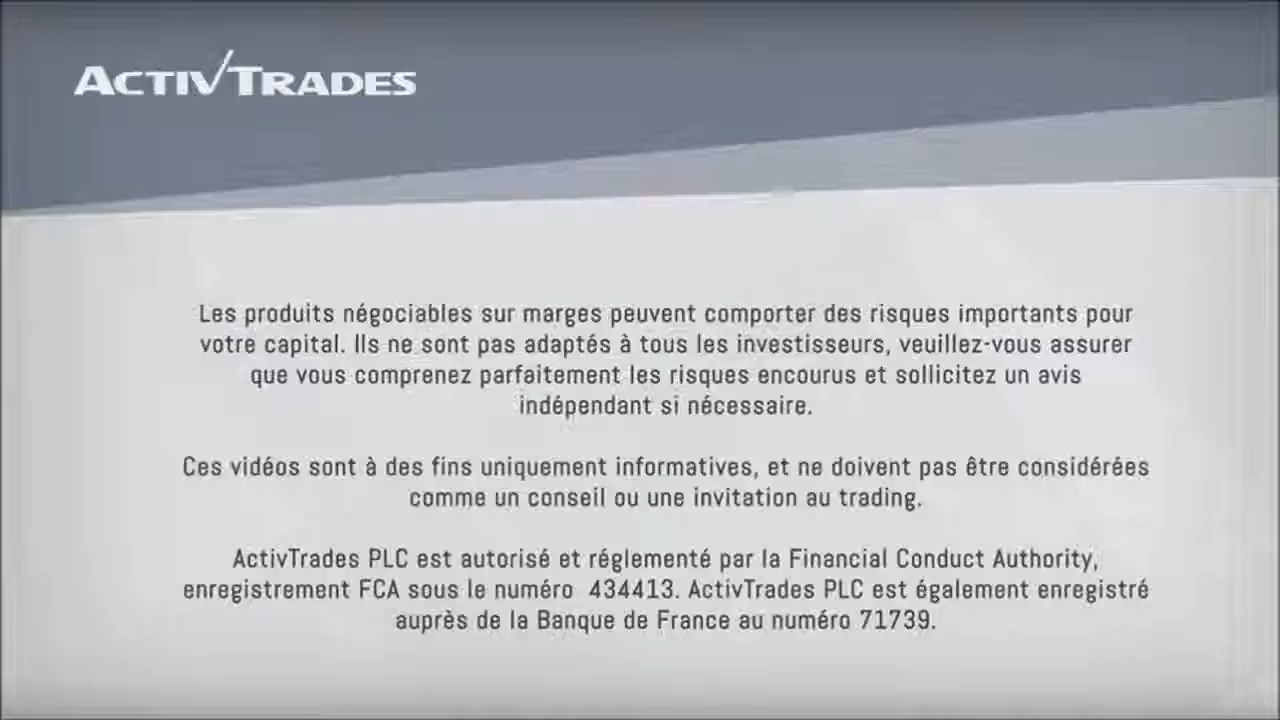 ACTIVTRADES
Les produits négociables sur marges peuvent comporter des risques importants pour
votre capital. Ils ne sont pas adaptés à tous les investisseurs, veuillez-vous assurer
que vous comprenez parfaitement les risques encourus et sollicitez un avis
indépendant si nécessaire.
Ces vidéos sont à des fins uniquement informatives, et ne doivent pas être considérées
comme un conseil ou une invitation au trading.
ActivTrades PLC est autorisé et réglementé par la Financial Conduct Authority,
enregistrement FCA sous le numéro  434413. ActivTrades PLC est également enregistré
auprès de la Banque de France au numéro 71739.